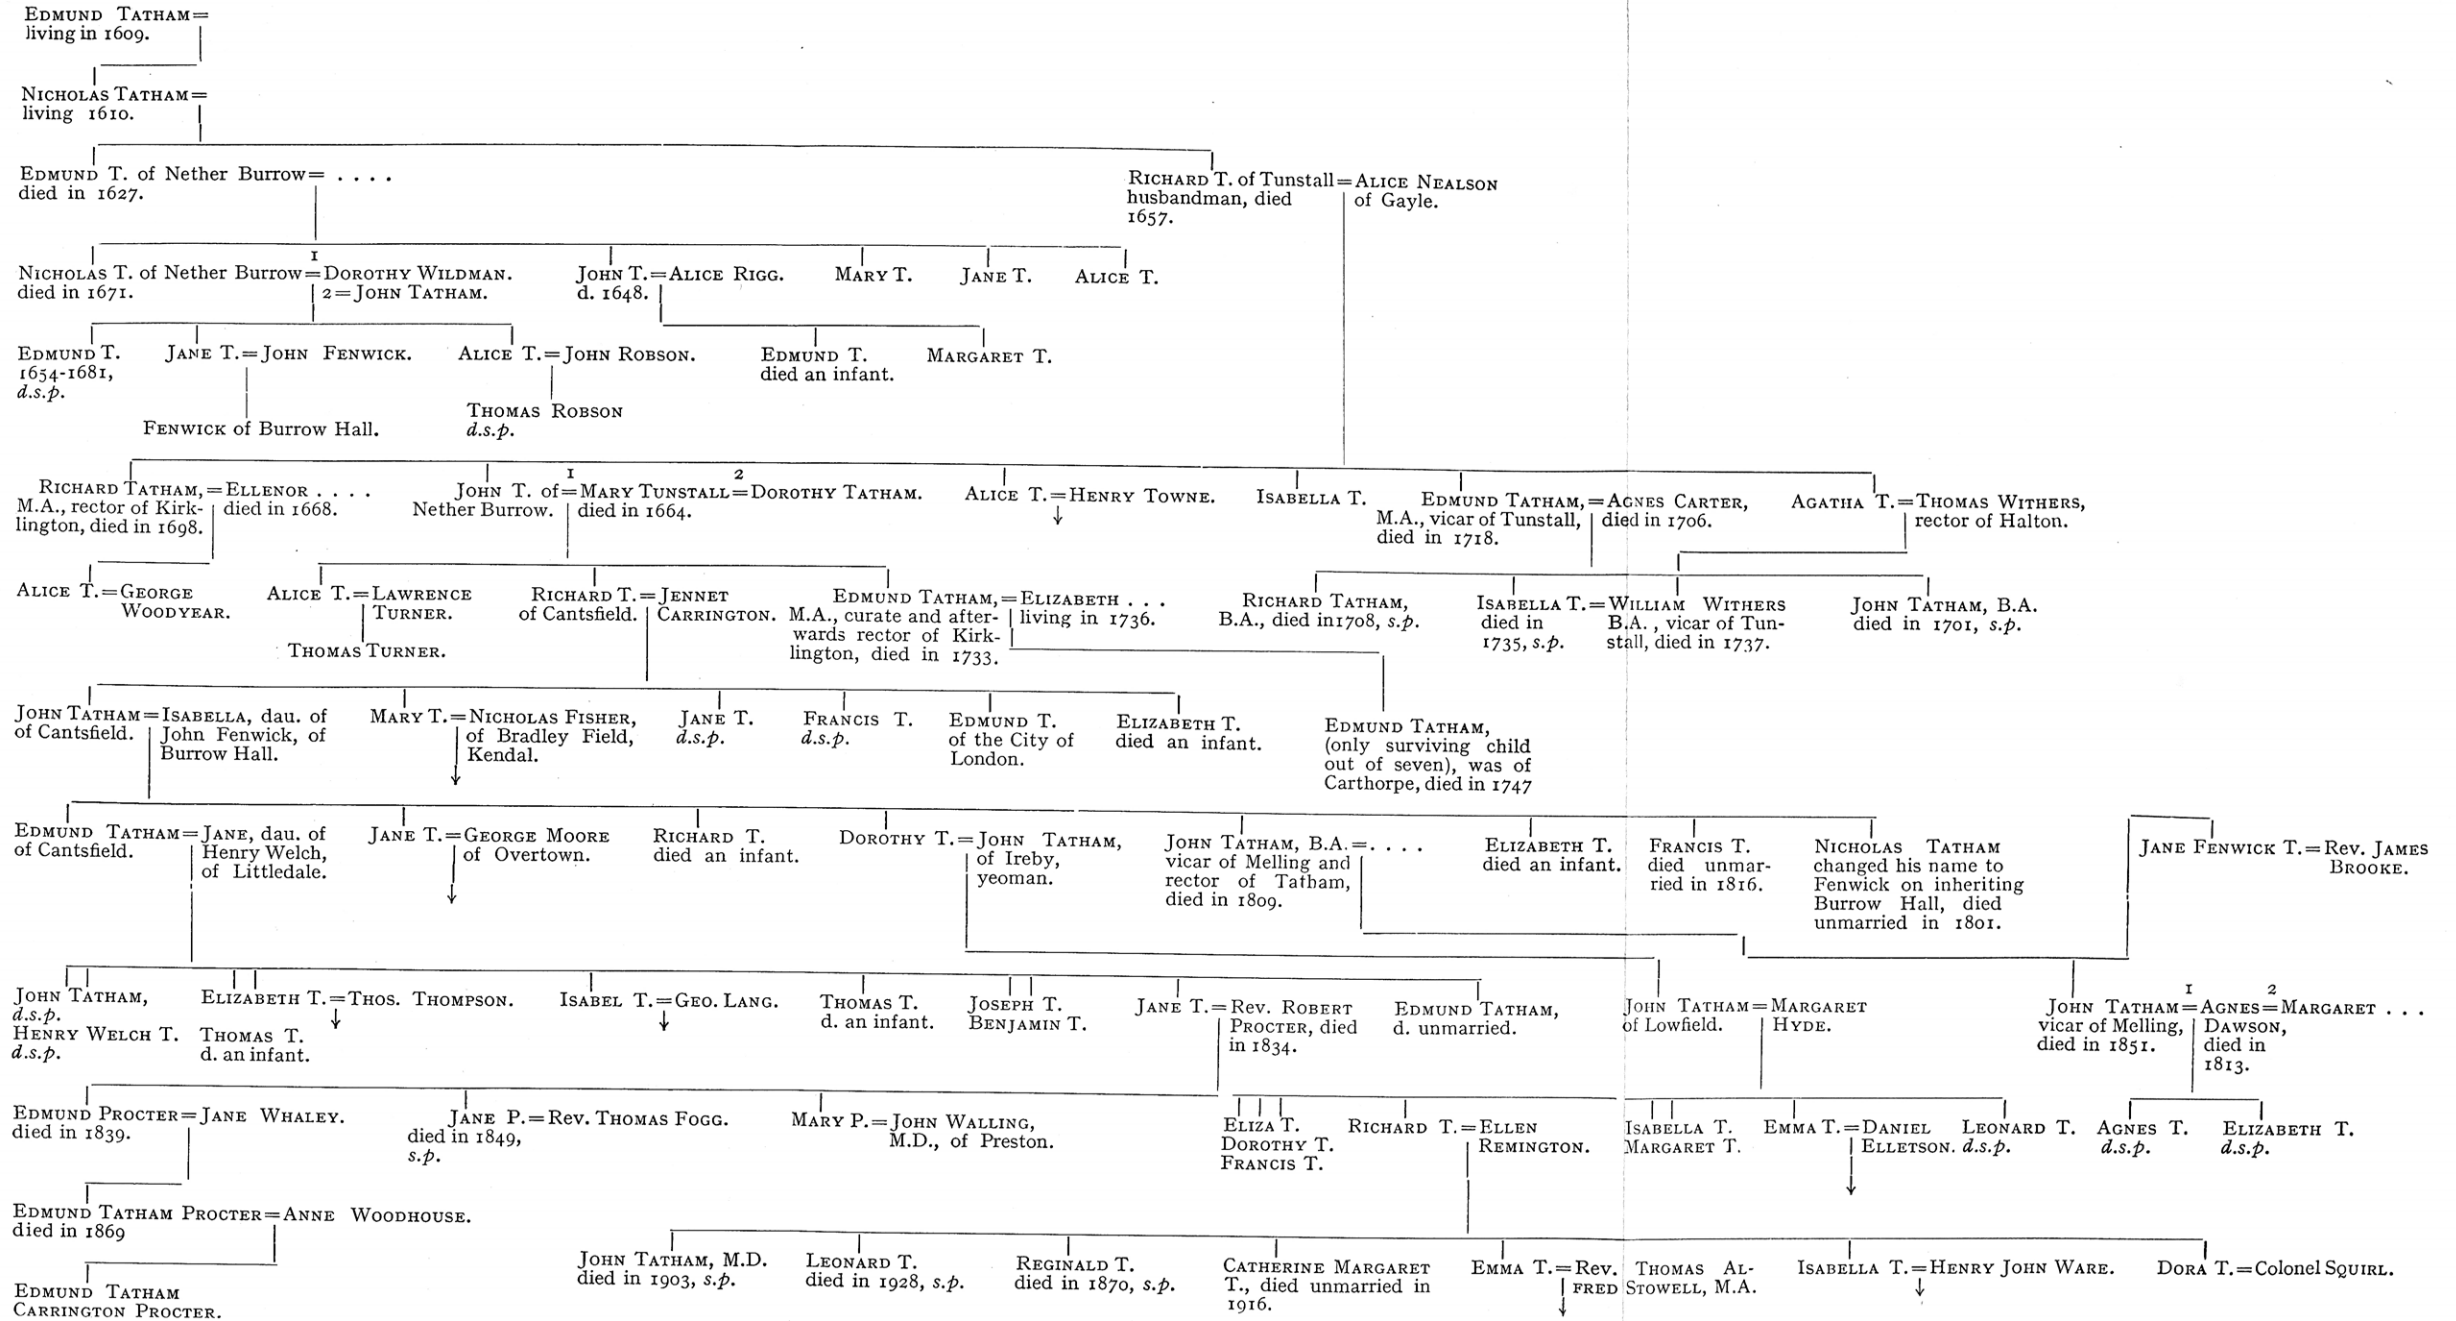 EDMUND TATHAM=
living in 1609.
NICHOLAS TATHAM=
living 1610.
EDMUND T. of Nether Burrow= . . . .
died in 1627.
RICHARD T. of Tunstall=ALICE NEALSON
husbandman, died of Gayle.
1657.
1
NICHOLAS T. of Nether Burrow=DOROTHY WILDMAN.
died in 1671. 2=JOHN TATHAM.
JOHN T.=ALICE RIGG.
d. 1648.
MARY T.
JANE T.
ALICE T.
EDMUND T.
1654-1681,
d.s.p.
JANE T.=JOHN FENWICK.
FENWICK of Burrow Hall.
ALICE T.=JOHN ROBSON.
THOMAS ROBSON
d.s.p.
EDMUND T.
died an infant.
MARGARET T.
RICHARD TATHAM,=ELLENOR . . . .
M.A., rector of Kirk- died in 1668.
lington, died in 1698.
1 2
JOHN T. of=MARY TUNSTALL=DOROTHY TATHAM.
Nether Burrow. died in 1664.
ALICE T.=HENRY TOWNE.
ISABELLA T.
EDMUND TATHAM,=AGNES CARTER,
M.A., vicar of Tunstall, died in 1706.
died in 1718.
AGATHA T.=THOMAS WITHERS,
rector of Halton.
ALICE T.=GEORGE
WOODYEAR.
ALICE T.=LAWRENCE
TURNER.
THOMAS TURNER.
RICHARD T.=JENNET
of Cantsfield. CARRINGTON.
EDMUND TATHAM,=ELIZABETH . . .
M.A., curate and after- living in 1736.
wards rector of Kirk-
lington, died in 1733.
RICHARD TATHAM,
B.A., died in 1708, s.p.
ISABELLA T.=WILLIAM WITHERS
died in B.A., vicar of Tun-
1735, s.p. stall, died in 1737.
JOHN TATHAM, B.A.
died in 1701, s.p.
JOHN TATHAM=ISABELLA, dau. of
of Cantsfield. John Fenwick, of
Burrow Hall.
MARY T.=NICHOLAS FISHER,
of Bradley Field,
Kendal.
JANE T.
d.s.p.
FRANCIS T.
d.s.p.
EDMUND T.
of the City of
London.
ELIZABETH T.
died an infant.
EDMUND TATHAM,
(only surviving child
out of seven), was of
Carthorpe, died in 1747
EDMUND TATHAM=JANE, dau. of
of Cantsfield. Henry Welch,
of Littledale.
JANE T.=GEORGE MOORE
of Overtown.
RICHARD T.
died an infant.
DOROTHY T.=JOHN TATHAM,
of Ireby,
yeoman.
JOHN TATHAM, B.A.=. . . .
vicar of Melling and
rector of Tatham,
died in 1809.
ELIZABETH T.
died an infant.
FRANCIS T.
died unmar-
ried in 1816.
NICHOLAS TATHAM
changed his name to
Fenwick on inheriting
Burrow Hall, died
unmarried in 1801.
JANE FENWICK T.=Rev. JAMES
BROOKE.
JOHN TATHAM,
d.s.p.
HENRY WELCH T.
d.s.p.
ELIZABETH T.=THOS. THOMPSON.
THOMAS T.
d. an infant.
ISABEL T.=GEO. LANG.
THOMAS T.
d. an infant.
JOSEPH T.
BENJAMIN T.
JANE T.=Rev. ROBERT
PROCTER, died
in 1834.
EDMUND TATHAM,
d. unmarried.
JOHN TATHAM=MARGARET
of Lowfield. HYDE.
1 2
JOHN TATHAM=AGNES=MARGARET . . .
vicar of Melling, DAWSON,
died in 1851. died in
1813.
EDMUND PROCTER=JANE WHALEY.
died in 1839.
JANE P.=Rev. THOMAS FOGG.
died in 1849,
s.p.
MARY P.=JOHN WALLING,
M.D., of Preston.
ELIZA T.
DOROTHY T.
FRANCIS T.
RICHARD T.=ELLEN
REMINGTON.
ISABELLA T.
MARGARET T.
EMMA T.=DANIEL
ELLETSON.
LEONARD T.
d.s.p.
AGNES T.
d.s.p.
ELIZABETH T.
d.s.p.
EDMUND TATHAM PROCTER=ANNE WOODHOUSE.
died in 1869
JOHN TATHAM, M.D.
died in 1903, s.p.
LEONARD T.
died in 1928, s.p.
REGINALD T.
died in 1870, s.p.
CATHERINE MARGARET
T., died unmarried in
1916.
EMMA T.=Rev. THOMAS AL-
FRED STOWELL, M.A.
ISABELLA T.=HENRY JOHN WARE.
DORA T.=Colonel SQUIRL.
EDMUND TATHAM
CARRINGTON PROCTER.